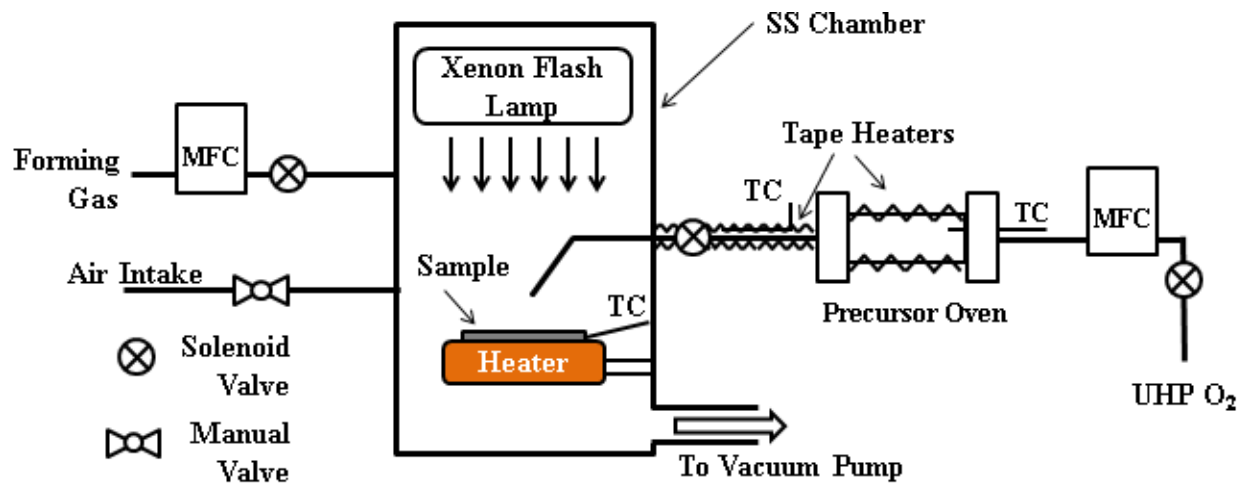 SS Chamber
Xenon Flash
Lamp
Tape Heaters
MFC
Forming
Gas
TC
MFC
TC
Sample
Air Intake
TC
Precursor Oven
Heater
Solenoid
Valve
UHP O₂
Manual
Valve
To Vacuum Pump